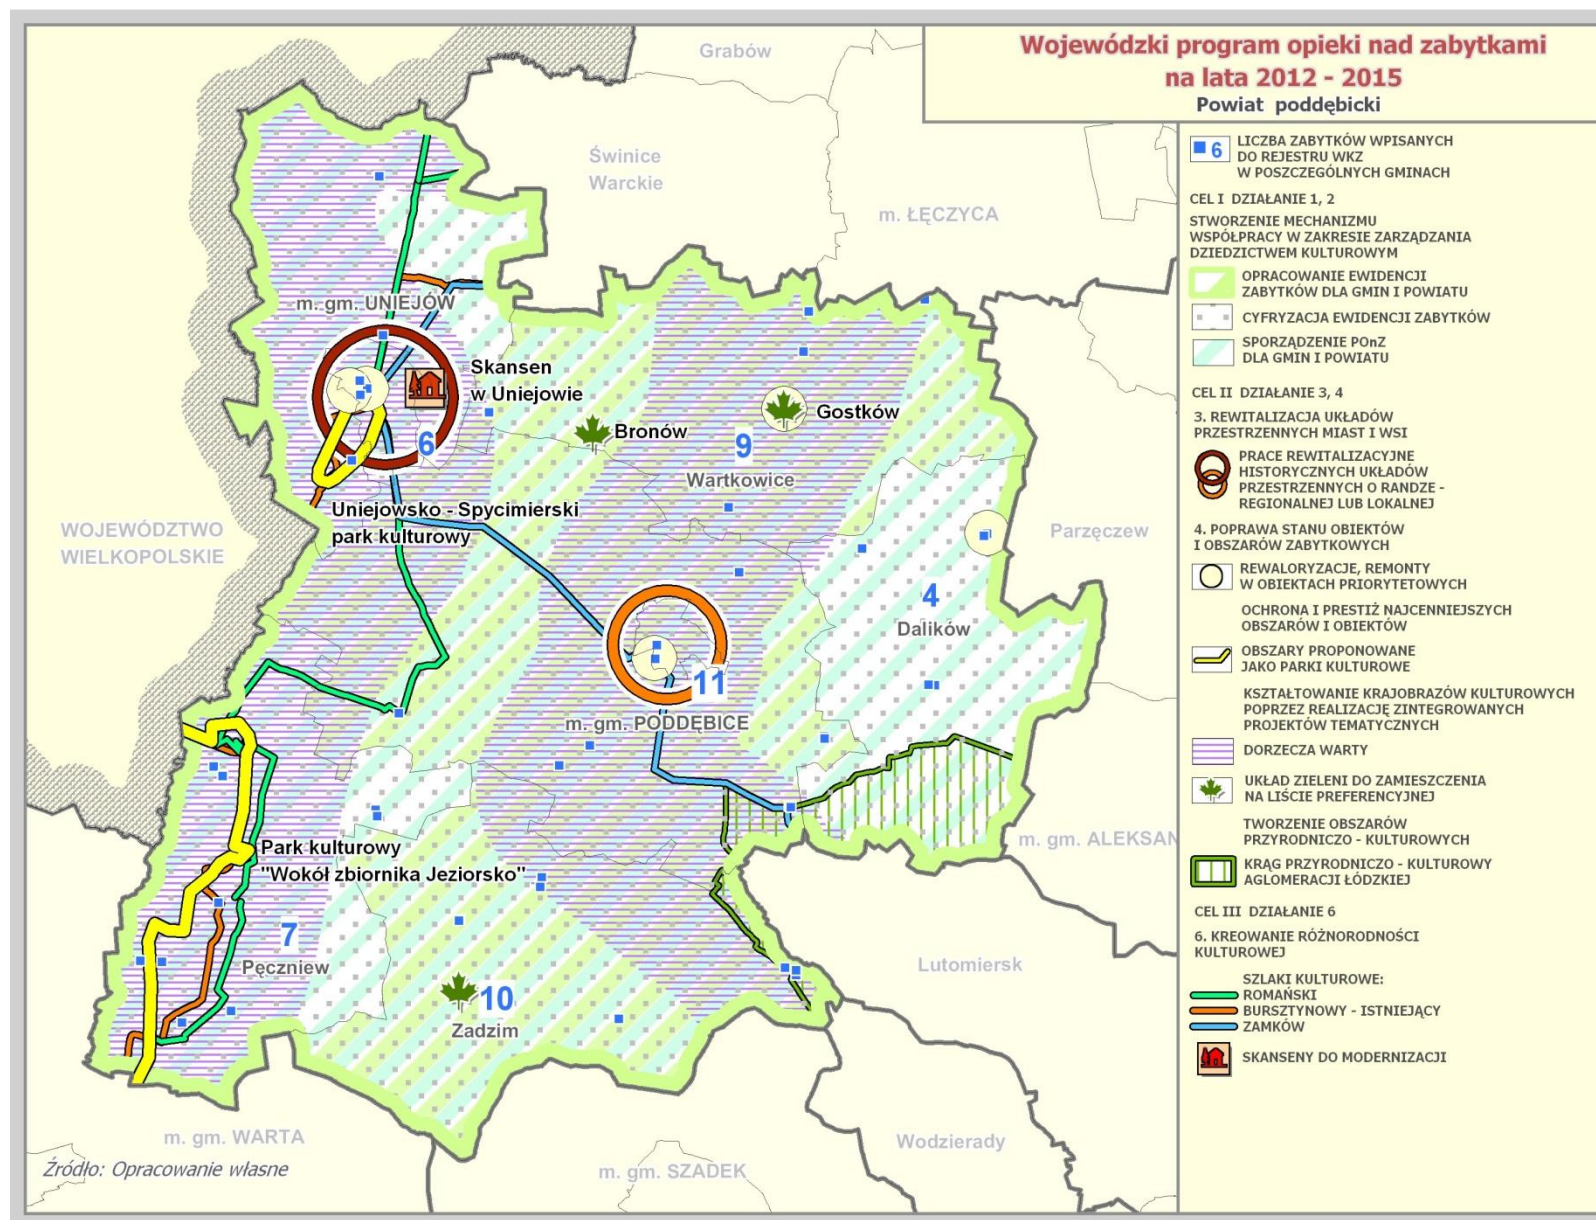 Wojewódzki program opieki nad zabytkami
na lata 2012 - 2015
Powiat poddębicki
Grabów
Świnice
Warckie
m. ŁĘCZYCA
m. gm. UNIEJÓW
Skansen
w Uniejowie
6
Bronów
Gostków
9
Wartkowice
Uniejowsko - Spycimierski
park kulturowy
WOJEWÓDZTWO
WIELKOPOLSKIE
Parzęczew
4
Dalików
11
m. gm. PODDĘBICE
m. gm. ALEKSAN
Park kulturowy
"Wokół zbiornika Jeziorsko"
7
Pęczniew
10
Zadzim
Lutomiersk
m. gm. WARTA
Wodzierady
m. gm. SZADEK
Źródło: Opracowanie własne
6
LICZBA ZABYTKÓW WPISANYCH
DO REJESTRU WKZ
W POSZCZEGÓLNYCH GMINACH
CEL I DZIAŁANIE 1, 2
STWORZENIE MECHANIZMU
WSPÓŁPRACY W ZAKRESIE ZARZĄDZANIA
DZIEDZICTWEM KULTUROWYM
OPRACOWANIE EWIDENCJI
ZABYTKÓW DLA GMIN I POWIATU
CYFRYZACJA EWIDENCJI ZABYTKÓW
SPORZĄDZENIE POnZ
DLA GMIN I POWIATU
CEL II DZIAŁANIE 3, 4
3. REWITALIZACJA UKŁADÓW
PRZESTRZENNYCH MIAST I WSI
PRACE REWITALIZACYJNE
HISTORYCZNYCH UKŁADÓW
PRZESTRZENNYCH O RANDZE -
REGIONALNEJ LUB LOKALNEJ
4. POPRAWA STANU OBIEKTÓW
I OBSZARÓW ZABYTKOWYCH
REWALORYZACJE, REMONTY
W OBIEKTACH PRIORYTETOWYCH
OCHRONA I PRESTIŻ NAJCENNIEJSZYCH
OBSZARÓW I OBIEKTÓW
OBSZARY PROPONOWANE
JAKO PARKI KULTUROWE
KSZTAŁTOWANIE KRAJOBRAZÓW KULTUROWYCH
POPRZEZ REALIZACJĘ ZINTEGROWANYCH
PROJEKTÓW TEMATYCZNYCH
DORZECZA WARTY
UKŁAD ZIELENI DO ZAMIESZCZENIA
NA LIŚCIE PREFERENCYJNEJ
TWORZENIE OBSZARÓW
PRZYRODNICZO - KULTUROWYCH
KRĄG PRZYRODNICZO - KULTUROWY
AGLOMERACJI ŁÓDZKIEJ
CEL III DZIAŁANIE 6
6. KREOWANIE RÓŻNORODNOŚCI
KULTUROWEJ
SZLAKI KULTUROWE:
ROMAŃSKI
BURSZTYNOWY - ISTNIEJĄCY
ZAMKÓW
SKANSENY DO MODERNIZACJI